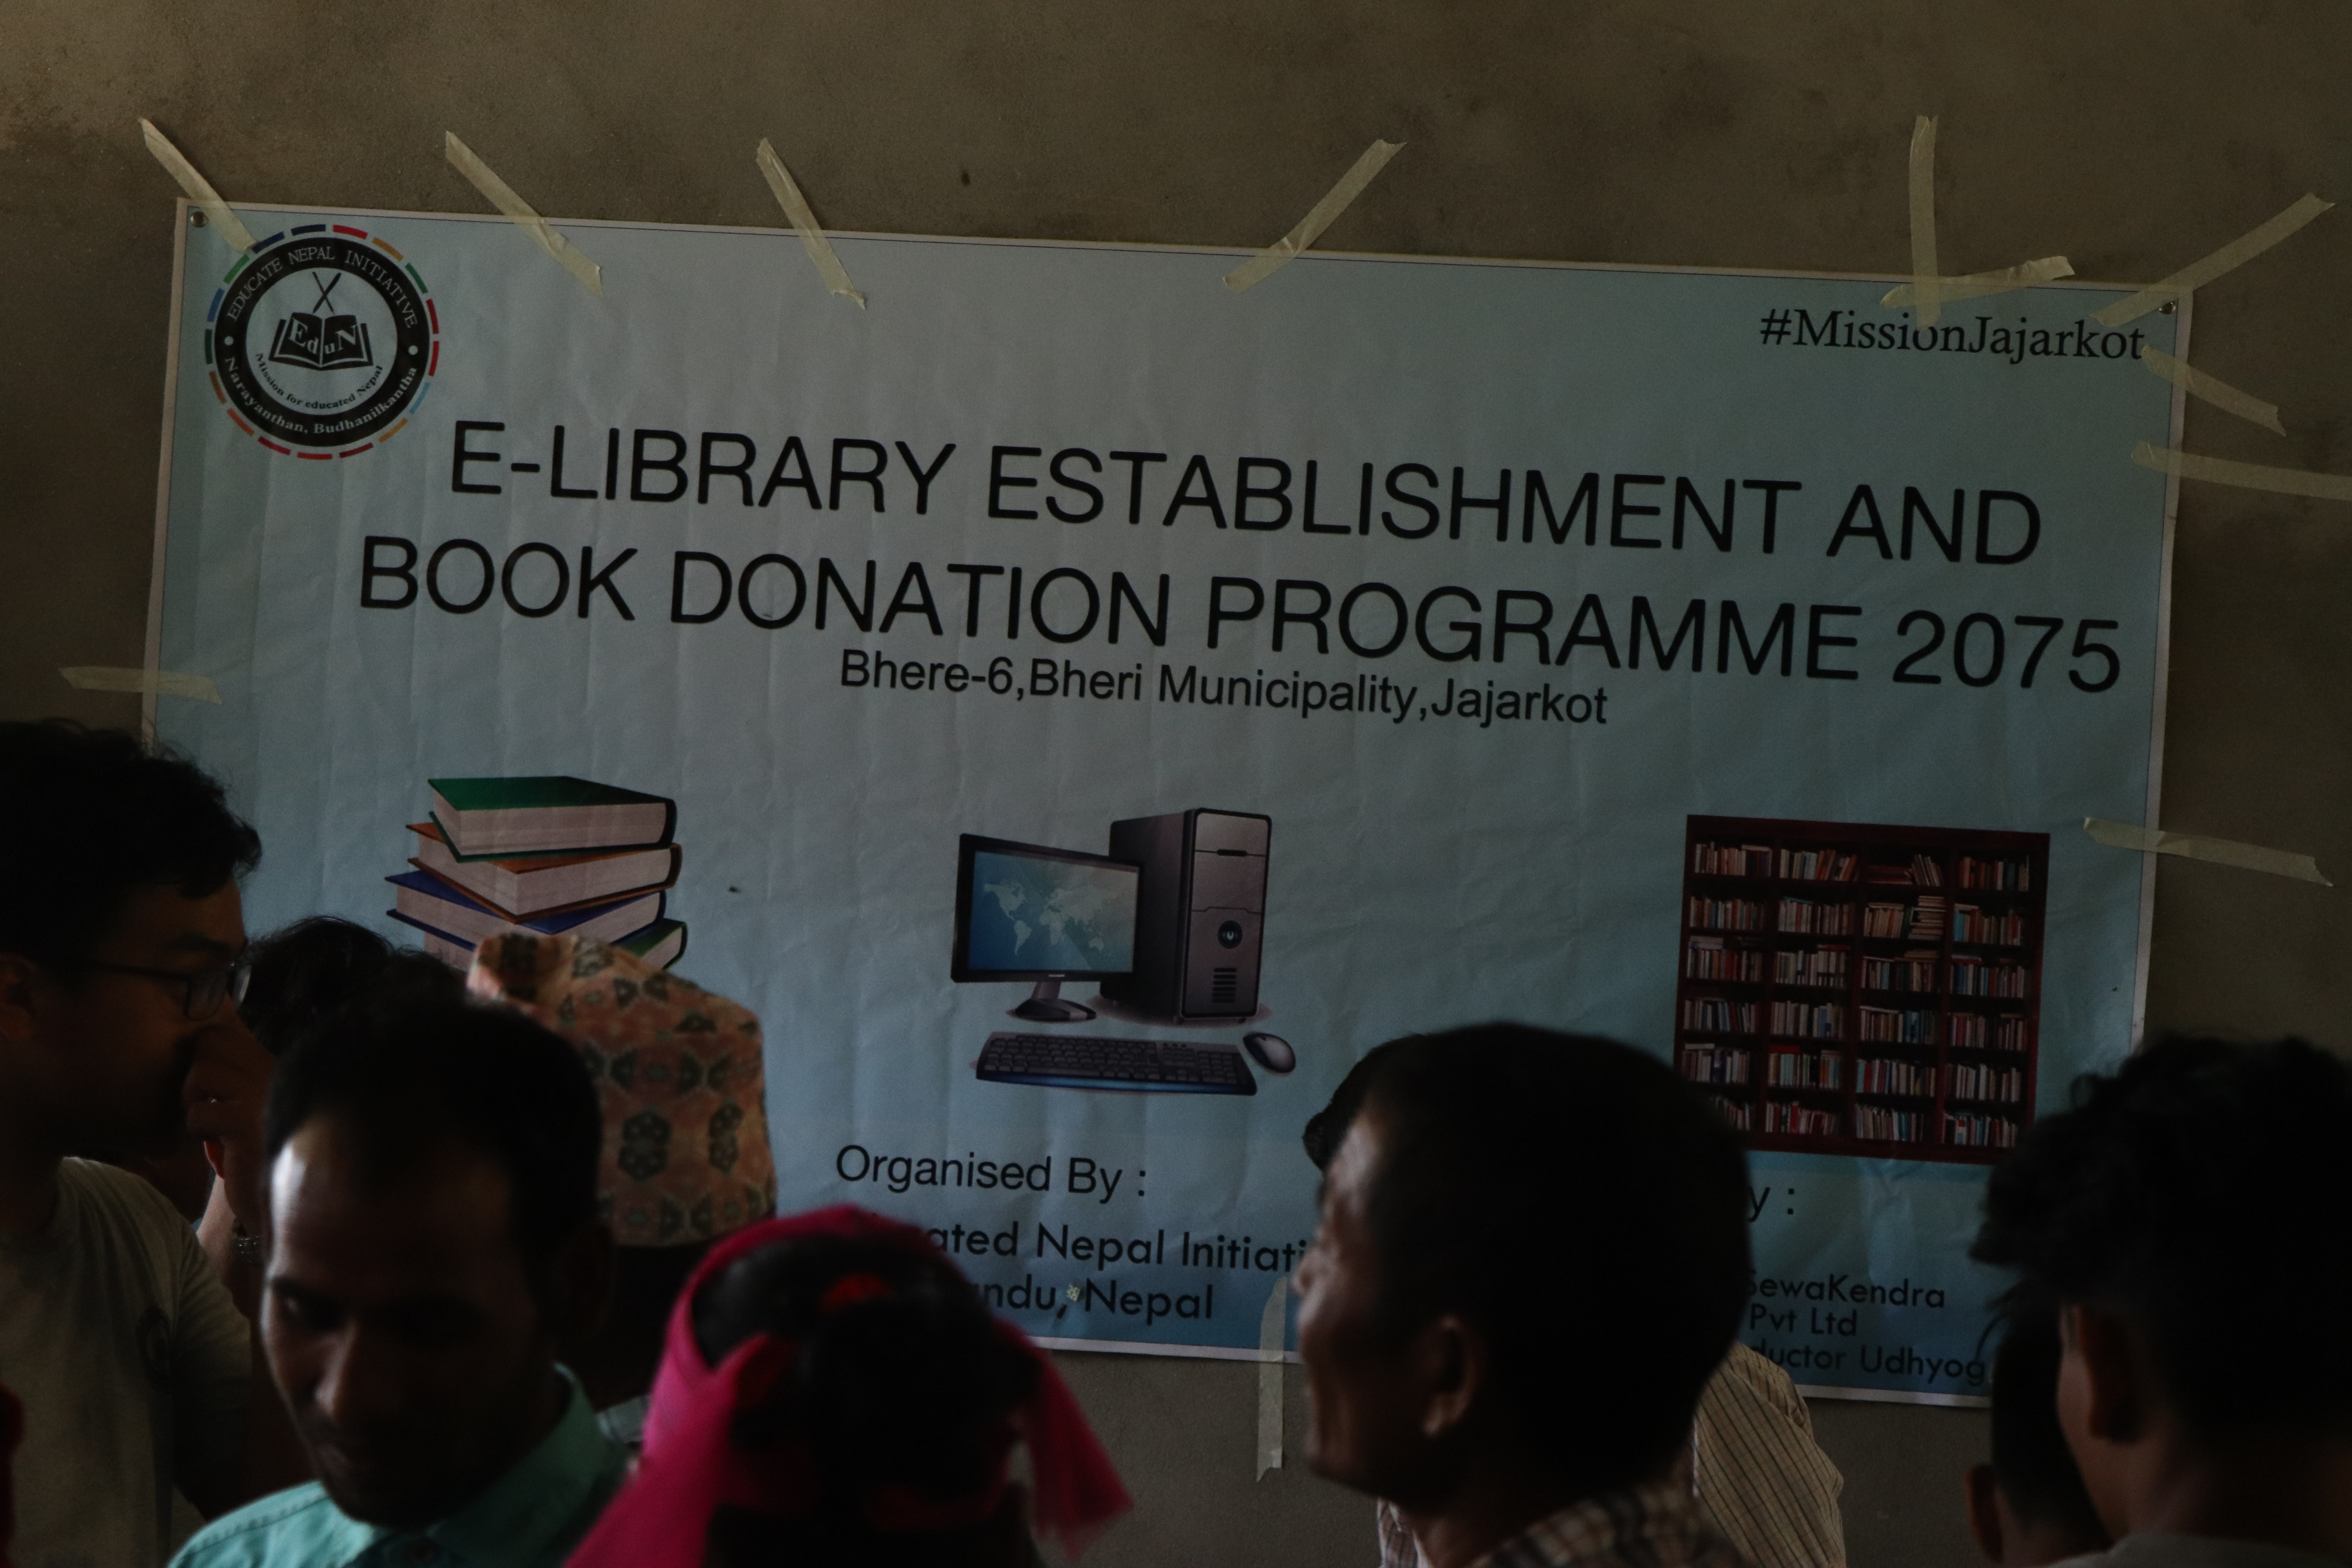 EDUCATE NEPAL INITIATIVE
EduN
Mission for educated Nepal
Narayanthan, Budhanilkantha
#MissionJajarkot
E-LIBRARY ESTABLISHMENT AND
BOOK DONATION PROGRAMME 2075
Bhere-6,Bheri Municipality,Jajarkot
Organised By :
Nepal
Nepal
SewaKendra
Pvt Ltd
Udhyog